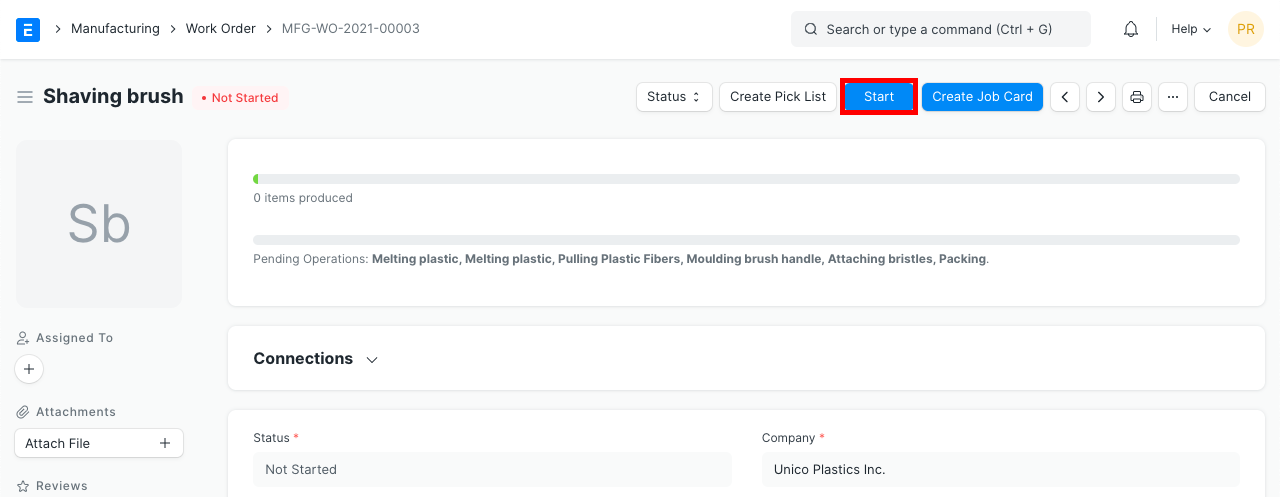 E
Manufacturing
Work Order
MFG-WO-2021-00003
Search or type a command (Ctrl + G)
Help
PR
Shaving brush
• Not Started
Status
Create Pick List
Start
Create Job Card
...
Cancel
Sb
0 items produced
Pending Operations: Melting plastic, Melting plastic, Pulling Plastic Fibers, Moulding brush handle, Attaching bristles, Packing.
Assigned To
Connections
Attachments
Attach File
Status *
Company *
Not Started
Unico Plastics Inc.
Reviews